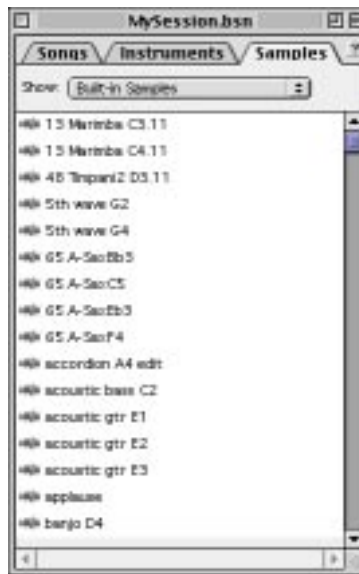 MySession.bsn
Songs Instruments Samples ?
Show: Built-in Samples
13 Marimba C3.11
13 Marimba C4.11
48 Timpani2 D3.11
5th wave G2
5th wave G4
65 A-Sax:Bb3
65 A-Sax:C5
65 A-Sax:Eb3
65 A-Sax:F4
accordion A4 edit
acoustic bass C2
acoustic gtr E1
acoustic gtr E2
acoustic gtr E3
applause
banjo D4